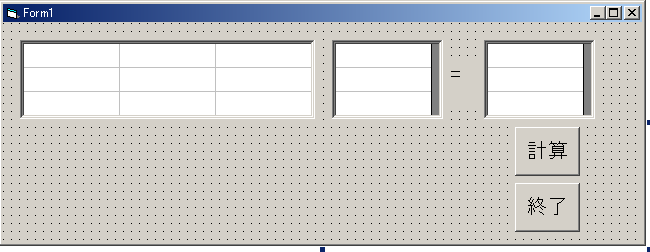 Form1
=
計算
終了